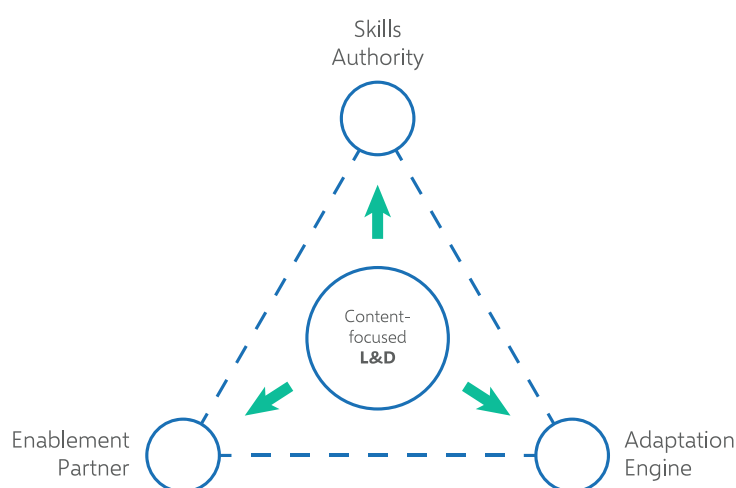 Skills
Authority
Content-
focused
L&D
Enablement
Partner
Adaptation
Engine